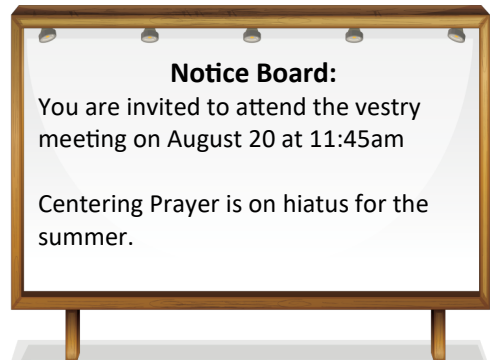 Notice Board:
You are invited to attend the vestry
meeting on August 20 at 11:45am
Centering Prayer is on hiatus for the
summer.